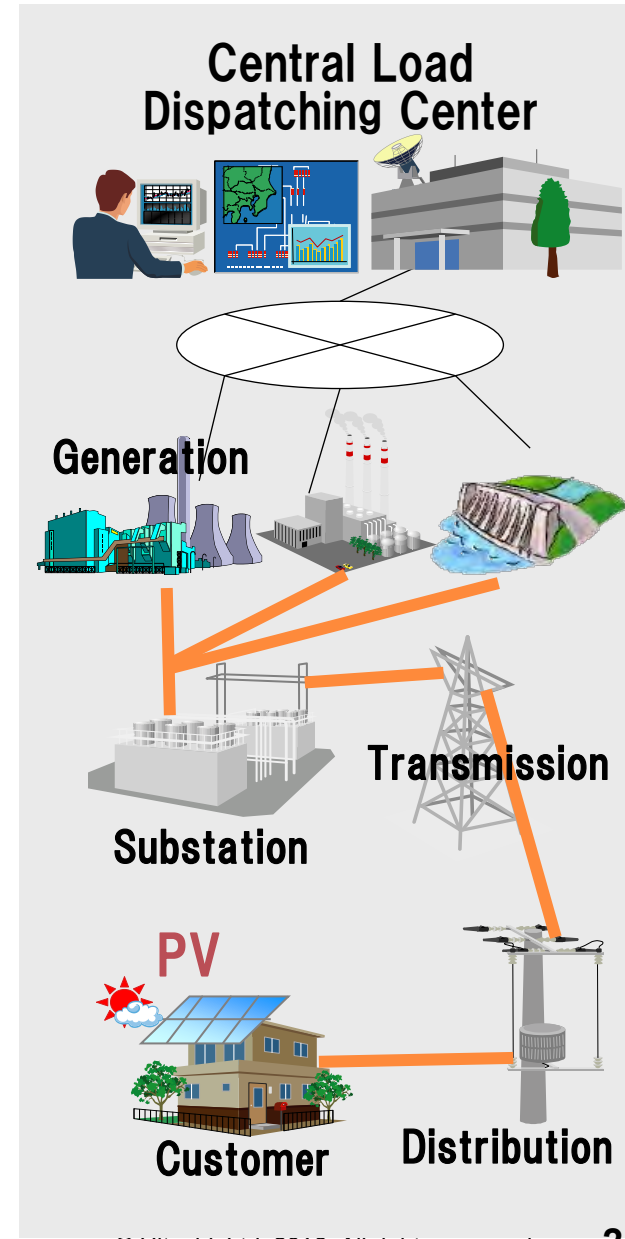 Central Load
Dispatching Center
Generation
Transmission
Substation
PV
Customer
Distribution